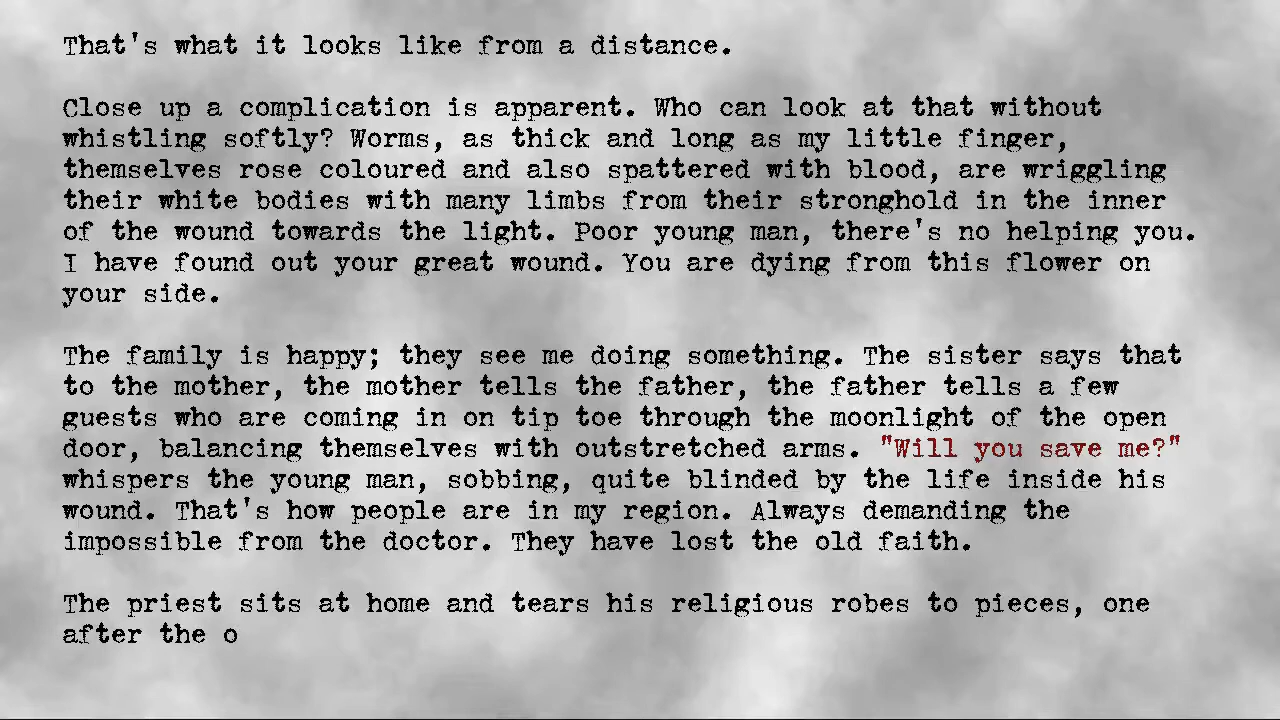 That's what it looks like from a distance.
Close up a complication is apparent. Who can look at that without
whistling softly? Worms, as thick and long as my little finger,
themselves rose coloured and also spattered with blood, are wriggling
their white bodies with many limbs from their stronghold in the inner
of the wound towards the light. Poor young man, there's no helping you.
I have found out your great wound. You are dying from this flower on
your side.
The family is happy; they see me doing something. The sister says that
to the mother, the mother tells the father, the father tells a few
guests who are coming in on tip toe through the moonlight of the open
door, balancing themselves with outstretched arms. "Will you save me?"
whispers the young man, sobbing, quite blinded by the life inside his
wound. That's how people are in my region. Always demanding the
impossible from the doctor. They have lost the old faith.
The priest sits at home and tears his religious robes to pieces, one
after the o